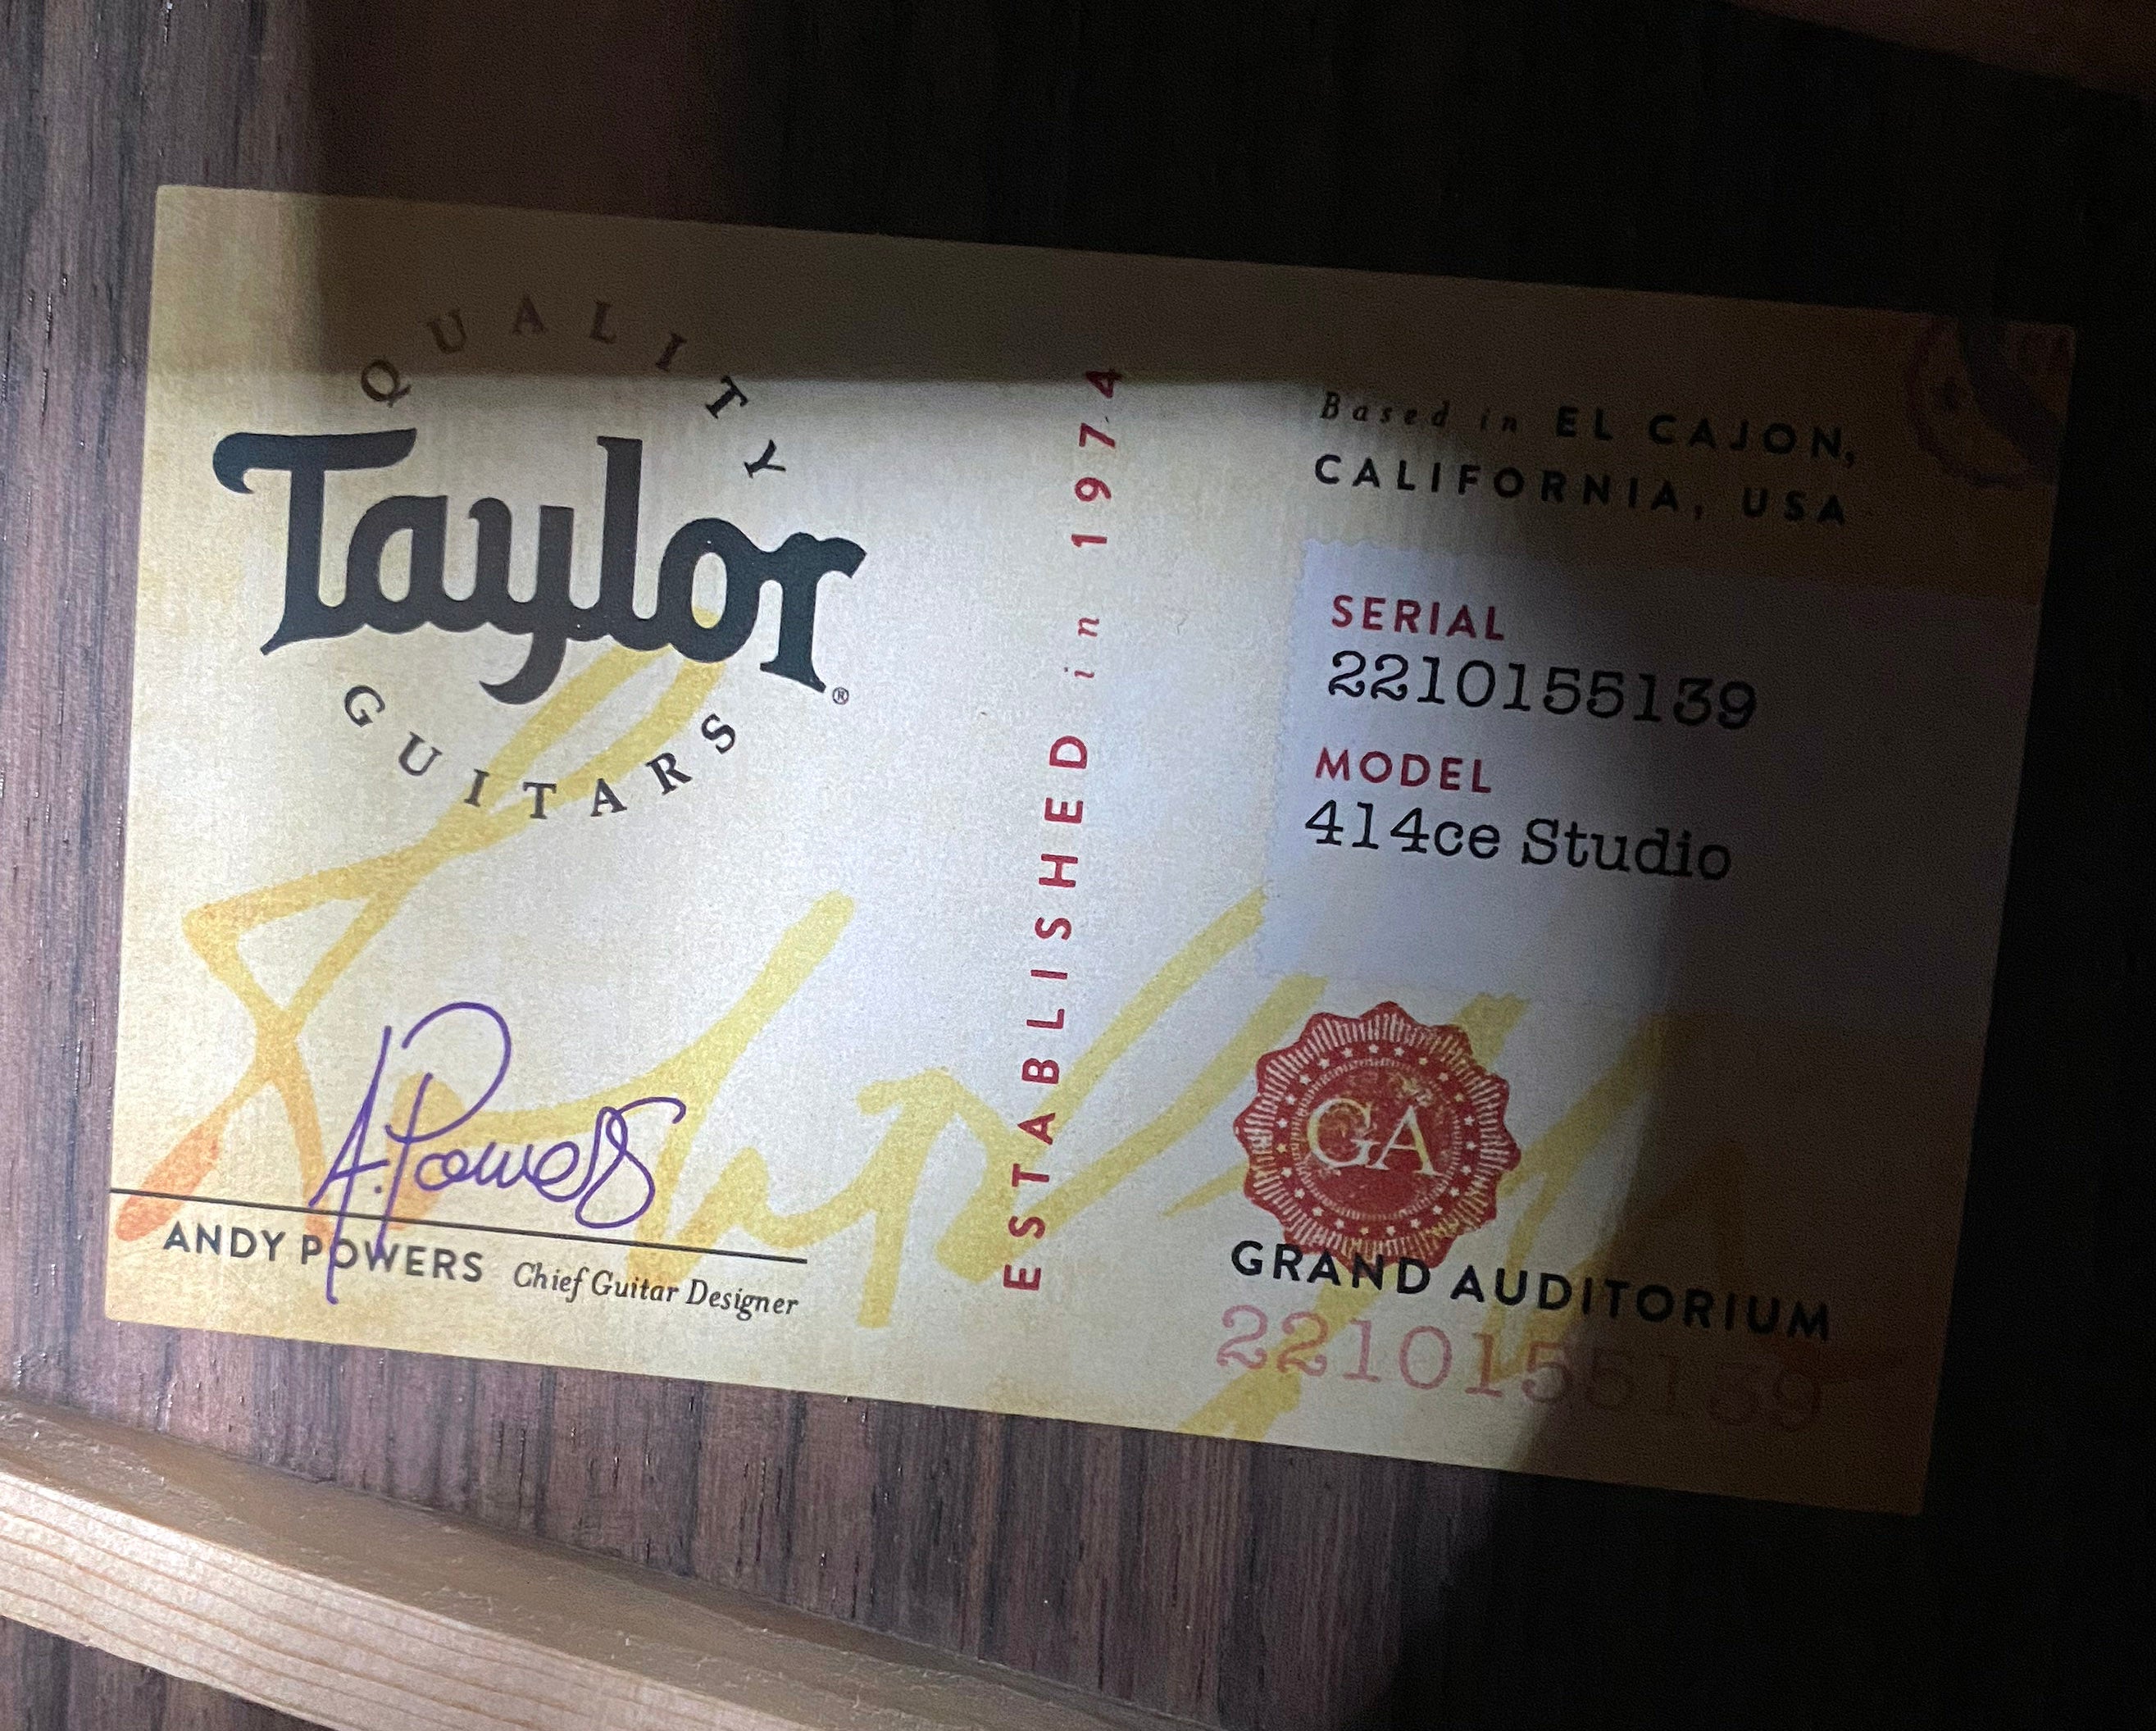 QUALITY
Taylor®
GUITARS
A. Powers
ANDY POWERS Chief Guitar Designer
ESTABLISHED in 1974
Based in EL CAJON,
CALIFORNIA, USA
SERIAL
2210155139
MODEL
414ce Studio
GA
GRAND AUDITORIUM
2210155139